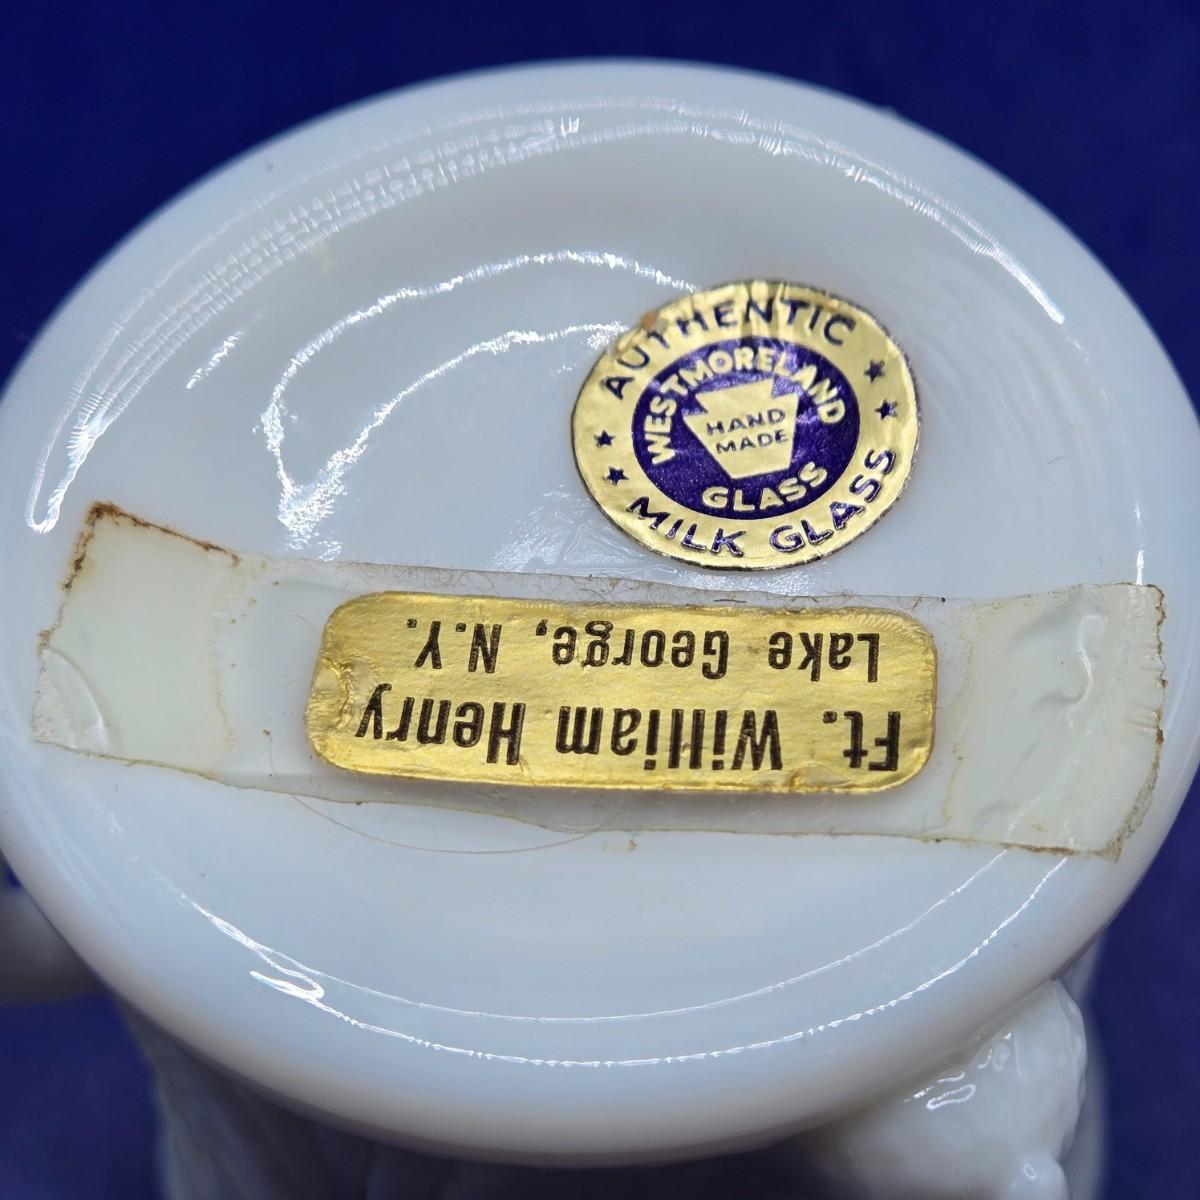 AUTHENTIC
WESTMORELAND
HAND
MADE
GLASS
MILK GLASS
Ft. William Henry
Lake George, N.Y.